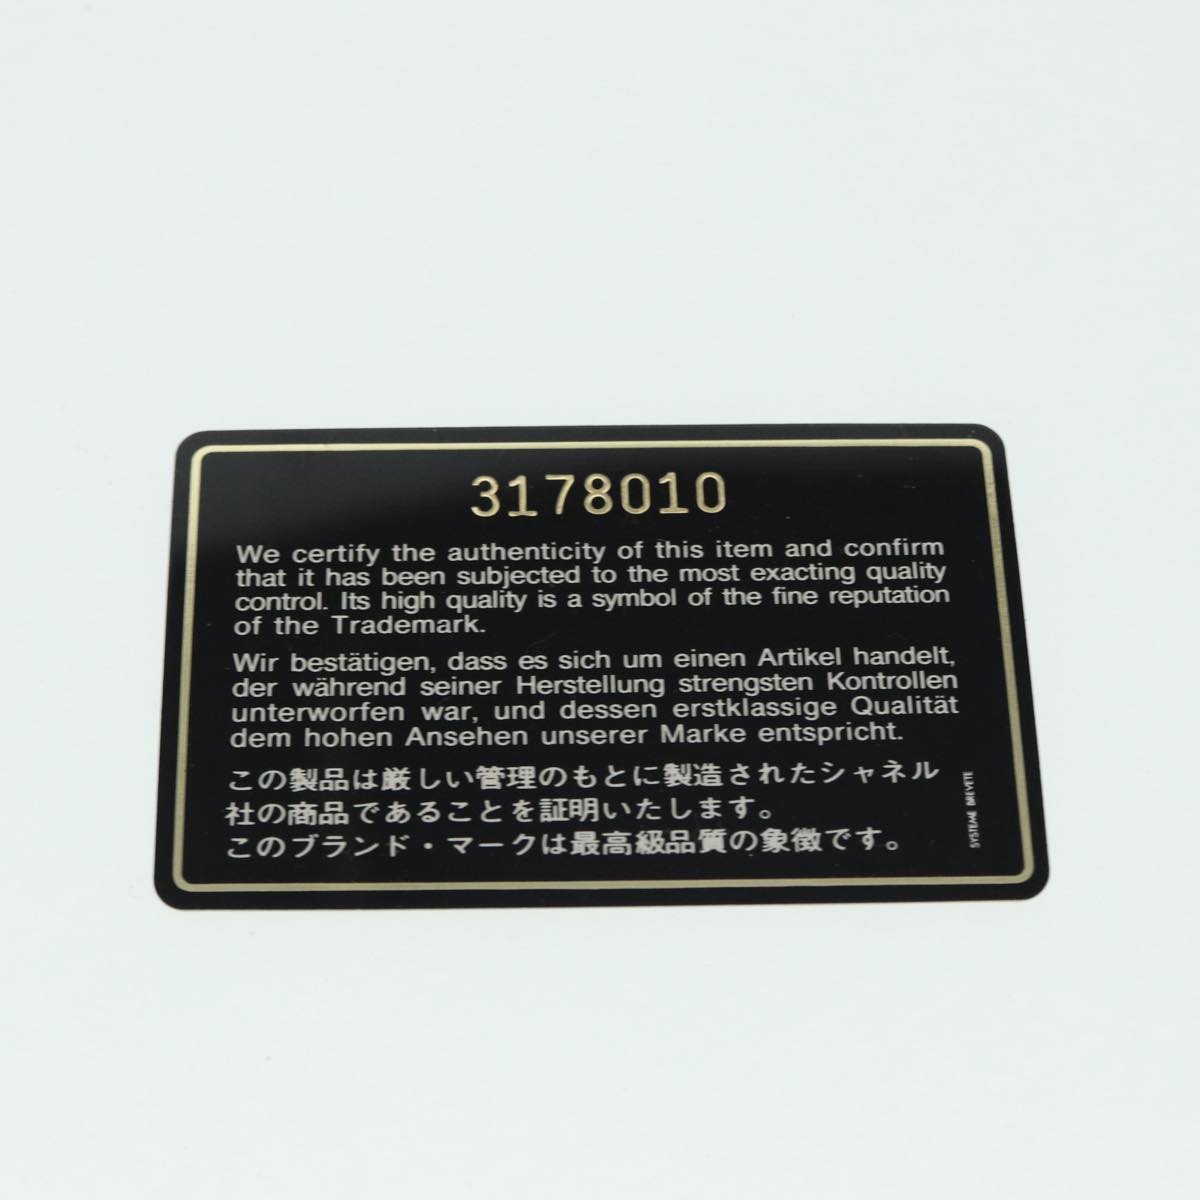 3178010
We certify the authenticity of this item and confirm
that it has been subjected to the most exacting quality
control. Its high quality is a symbol of the fine reputation
of the Trademark.
Wir bestätigen, dass es sich um einen Artikel handelt,
der während seiner Herstellung strengsten Kontrollen
unterworfen war, und dessen erstklassige Qualität
dem hohen Ansehen unserer Marke entspricht.
この製品は厳しい管理のもとに製造されたシャネル
社の商品であることを証明いたします。
このブランド・マークは最高級品質の象徴です。
SYSTEME BREVETE